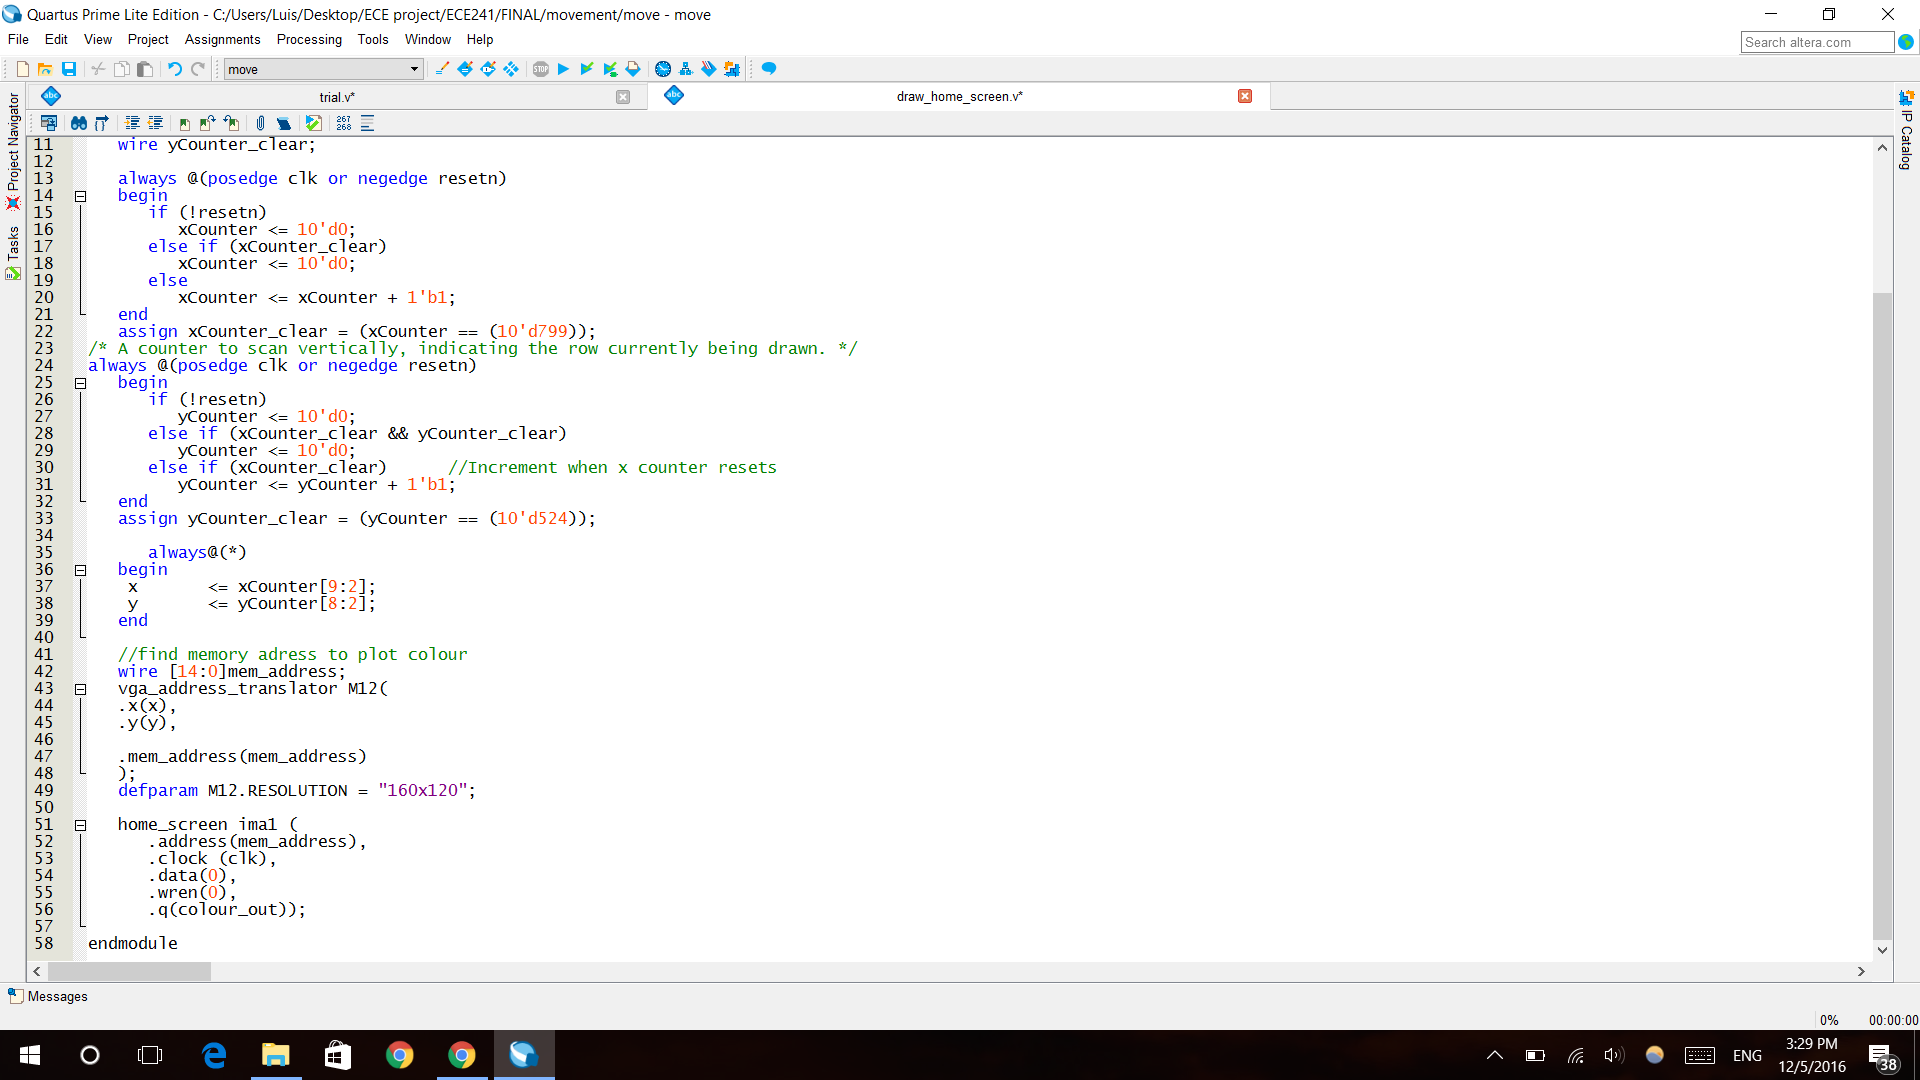 Quartus Prime Lite Edition - C:/Users/Luis/Desktop/ECE project/ECE241/FINAL/movement/move - move
File Edit View Project Assignments Processing Tools Window Help
Search altera.com
move
trial.v*
draw_home_screen.v*
267
268
Project Navigator
Tasks
IP Catalog
11 wire yCounter_clear;
12
13 always @(posedge clk or negedge resetn)
14 begin
15 if (!resetn)
16 xCounter <= 10'd0;
17 else if (xCounter_clear)
18 xCounter <= 10'd0;
19 else
20 xCounter <= xCounter + 1'b1;
21 end
22 assign xCounter_clear = (xCounter == (10'd799));
23 /* A counter to scan vertically, indicating the row currently being drawn. */
24 always @(posedge clk or negedge resetn)
25 begin
26 if (!resetn)
27 yCounter <= 10'd0;
28 else if (xCounter_clear && yCounter_clear)
29 yCounter <= 10'd0;
30 else if (xCounter_clear) //Increment when x counter resets
31 yCounter <= yCounter + 1'b1;
32 end
33 assign yCounter_clear = (yCounter == (10'd524));
34
35 always@(*)
36 begin
37 x <= xCounter[9:2];
38 y <= yCounter[8:2];
39 end
40
41 //find memory adress to plot colour
42 wire [14:0]mem_address;
43 vga_address_translator M12(
44 .x(x),
45 .y(y),
46
47 .mem_address(mem_address)
48 );
49 defparam M12.RESOLUTION = "160x120";
50
51 home_screen ima1 (
52 .address(mem_address),
53 .clock (clk),
54 .data(0),
55 .wren(0),
56 .q(colour_out));
57
58 endmodule
Messages
0% 00:00:00
ENG
3:29 PM
12/5/2016
38